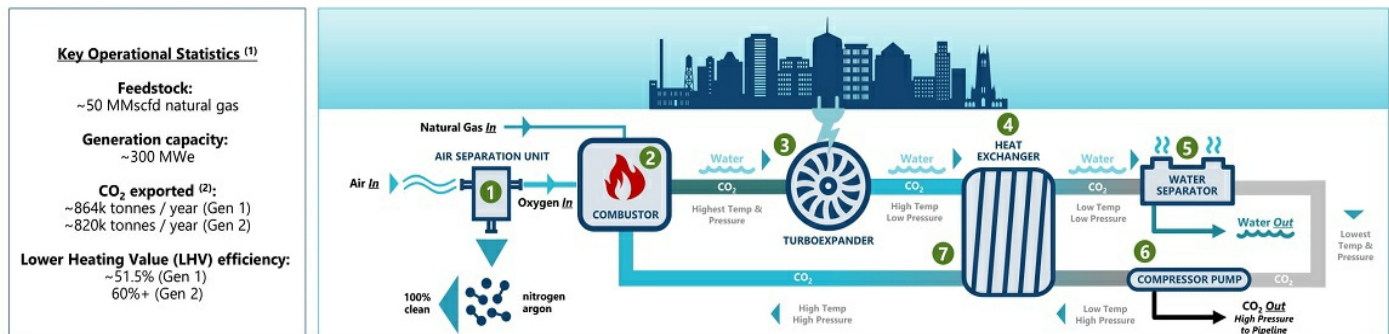 Key Operational Statistics (1)
Feedstock:
~50 MMscfd natural gas
Generation capacity:
~300 MWe
CO₂ exported (2):
~864k tonnes / year (Gen 1)
~820k tonnes / year (Gen 2)
Lower Heating Value (LHV) efficiency:
~51.5% (Gen 1)
60%+ (Gen 2)
Natural Gas In
AIR SEPARATION UNIT
Air In
1
Oxygen In
100%
clean
nitrogen
argon
2
COMBUSTOR
Water
CO₂
Highest Temp &
Pressure
3
TURBOEXPANDER
Water
CO₂
High Temp
Low Pressure
4
HEAT
EXCHANGER
Water
CO₂
Low Temp
Low Pressure
5
WATER
SEPARATOR
Water Out
Lowest
Temp &
Pressure
CO₂
6
COMPRESSOR PUMP
CO₂ Out
High Pressure
to Pipeline
Low Temp
High Pressure
7
CO₂
High Temp
High Pressure